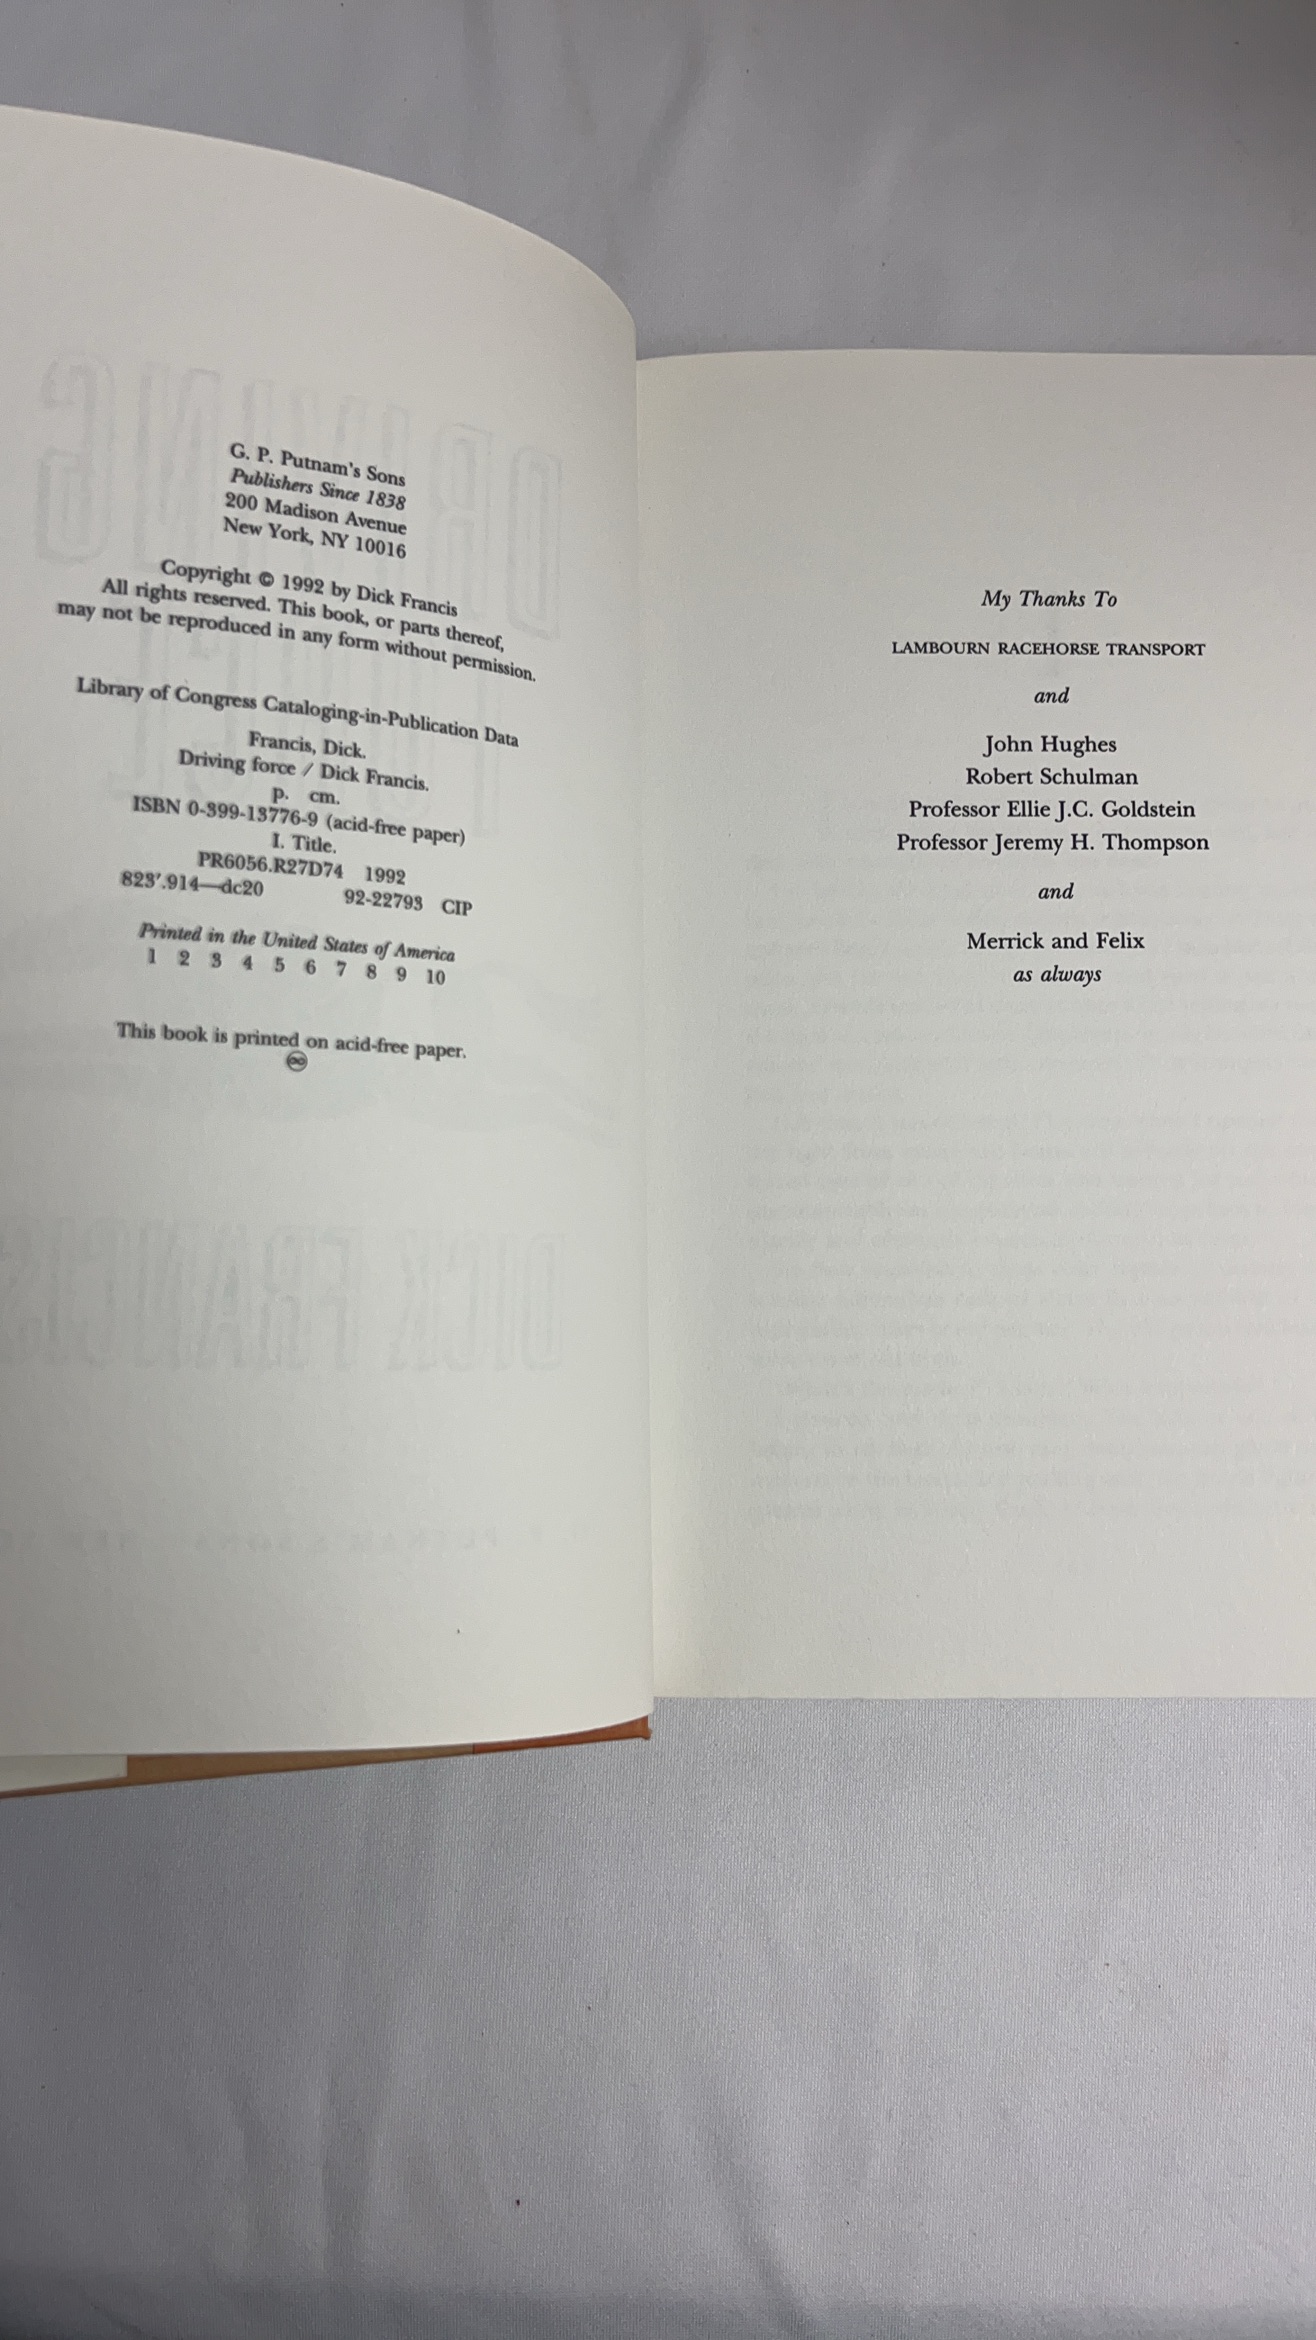 G. P. Putnam's Sons
Publishers Since 1838
200 Madison Avenue
New York, NY 10016
Copyright © 1992 by Dick Francis
All rights reserved. This book, or parts thereof,
may not be reproduced in any form without permission.
Library of Congress Cataloging-in-Publication Data
Francis, Dick.
Driving force / Dick Francis.
p. cm.
ISBN 0-399-13776-9 (acid-free paper)
I. Title.
PR6056.R27D74 1992
823'.914—dc20 92-22793 CIP
Printed in the United States of America
1 2 3 4 5 6 7 8 9 10
This book is printed on acid-free paper.
♾
My Thanks To
LAMBOURN RACEHORSE TRANSPORT
and
John Hughes
Robert Schulman
Professor Ellie J.C. Goldstein
Professor Jeremy H. Thompson
and
Merrick and Felix
as always